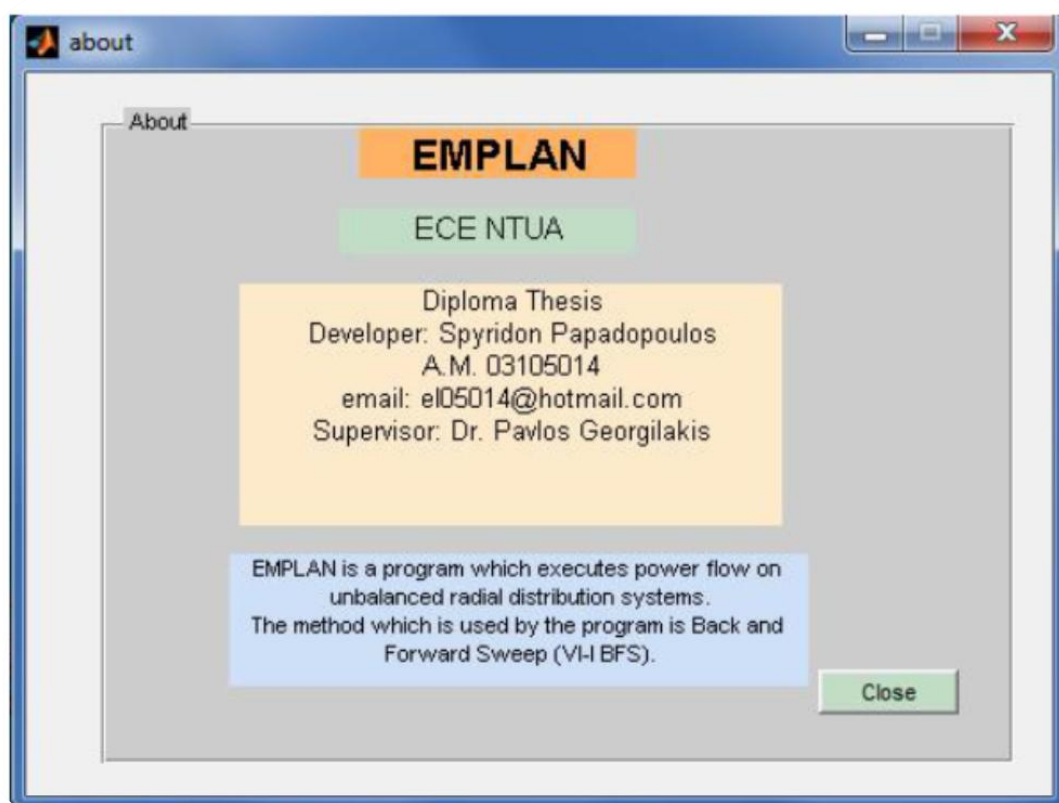 about
About
EMPLAN
ECE NTUA
Diploma Thesis
Developer: Spyridon Papadopoulos
A.M. 03105014
email: el05014@hotmail.com
Supervisor: Dr. Pavlos Georgilakis
EMPLAN is a program which executes power flow on
unbalanced radial distribution systems.
The method which is used by the program is Back and
Forward Sweep (VI-I BFS).
Close